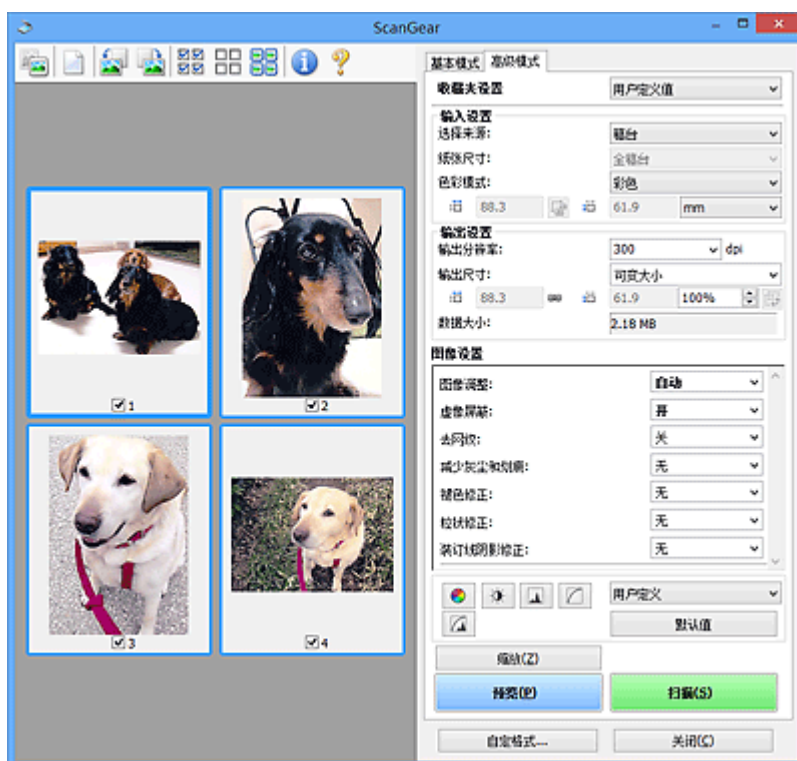 ScanGear
基本模式 高级模式
收藏夹设置 用户定义值
输入设置
选择来源: 稿台
纸张尺寸: 全稿台
色彩模式: 彩色
88.3 61.9 mm
输出设置
输出分辨率: 300 dpi
输出尺寸: 可变大小
88.3 61.9 100%
数据大小: 2.18 MB
图像设置
图像调整: 自动
虚像屏蔽: 开
去网纹: 关
减少灰尘和划痕: 无
褪色修正: 无
粒状修正: 无
装订线阴影修正: 无
用户定义
默认值
缩放(Z)
预览(P) 扫描(S)
自定格式... 关闭(C)
1 2
3 4